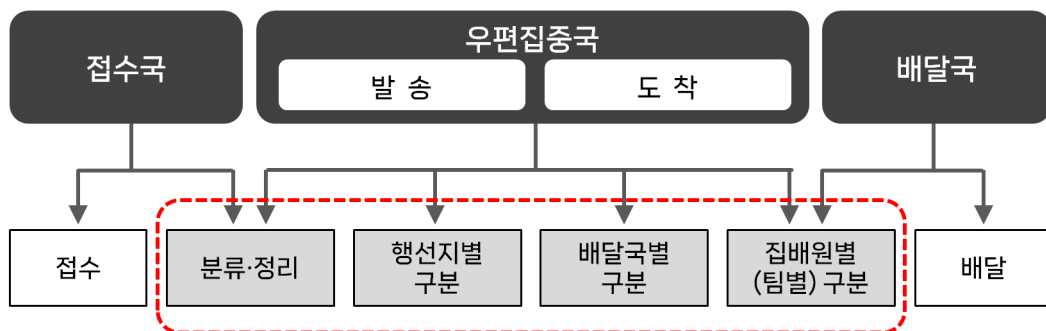 접수국
우편집중국
발 송
도 착
배달국
접수
분류·정리
행선지별
구분
배달국별
구분
집배원별
(팀별) 구분
배달